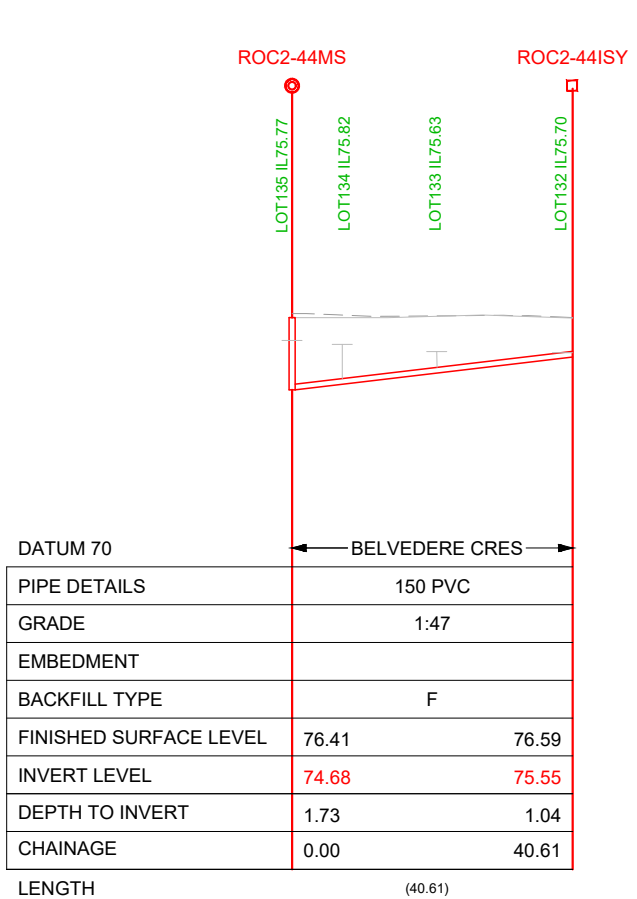 ROC2-44MS ROC2-44ISY
LOT135 IL75.77
LOT134 IL75.82
LOT133 IL75.63
LOT132 IL75.70
DATUM 70 BELVEDERE CRES
PIPE DETAILS 150 PVC
GRADE 1:47
EMBEDMENT
BACKFILL TYPE F
FINISHED SURFACE LEVEL 76.41 76.59
INVERT LEVEL 74.68 75.55
DEPTH TO INVERT 1.73 1.04
CHAINAGE 0.00 40.61
LENGTH (40.61)